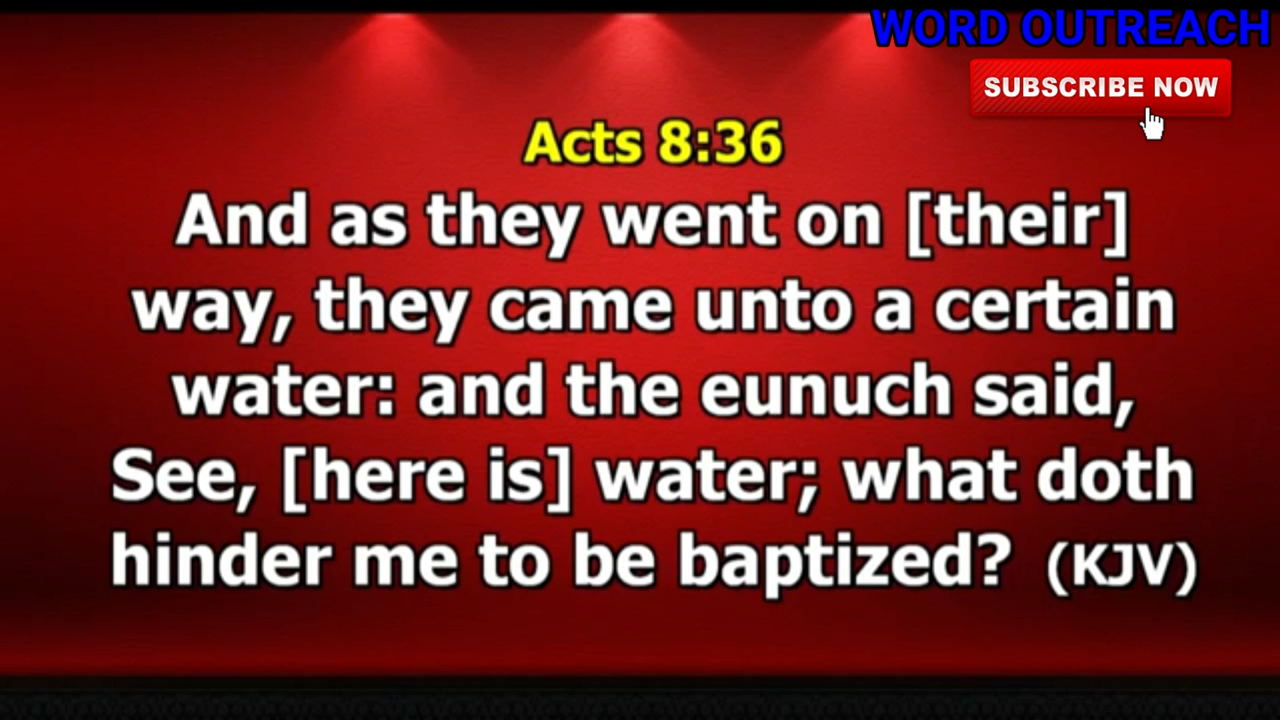 WORD OUTREACH
SUBSCRIBE NOW
Acts 8:36
And as they went on [their]
way, they came unto a certain
water: and the eunuch said,
See, [here is] water; what doth
hinder me to be baptized? (KJV)